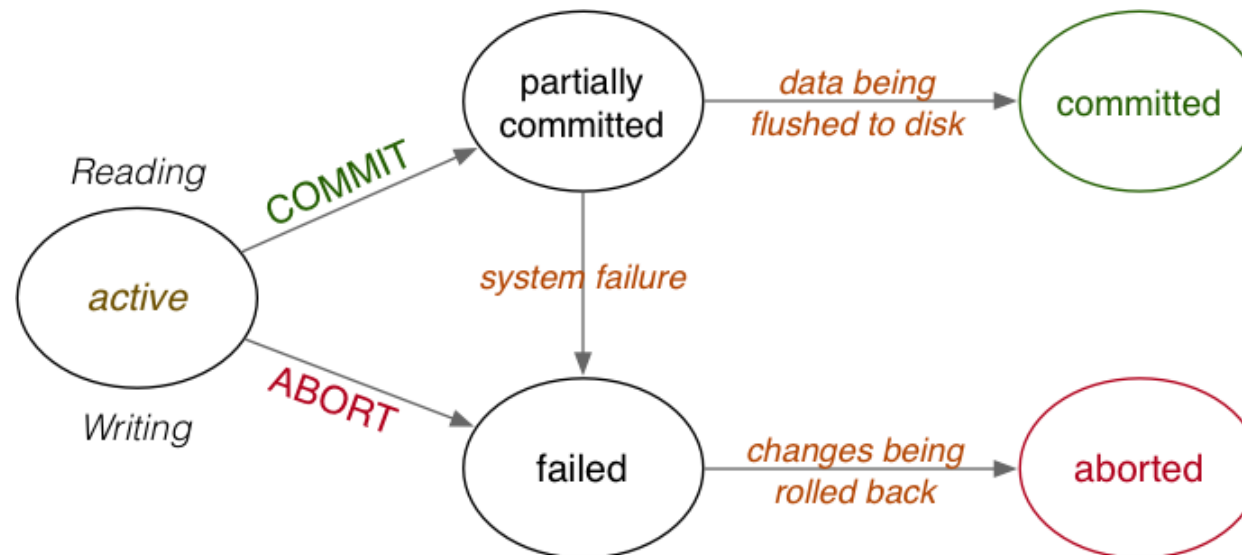 partially
committed
data being
flushed to disk
committed
Reading
COMMIT
active
system failure
ABORT
Writing
failed
changes being
rolled back
aborted